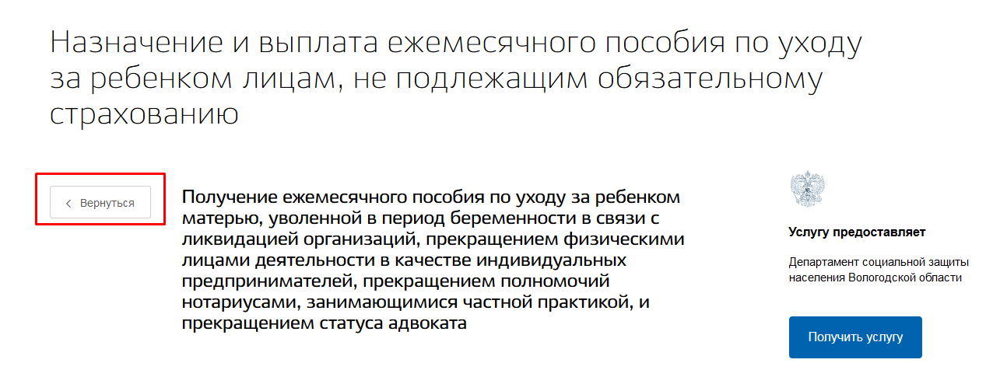 Назначение и выплата ежемесячного пособия по уходу
за ребенком лицам, не подлежащим обязательному
страхованию
Вернуться
Получение ежемесячного пособия по уходу за ребенком
матерью, уволенной в период беременности в связи с
ликвидацией организаций, прекращением физическими
лицами деятельности в качестве индивидуальных
предпринимателей, прекращением полномочий
нотариусами, занимающимися частной практикой, и
прекращением статуса адвоката
Услугу предоставляет
Департамент социальной защиты
населения Вологодской области
Получить услугу